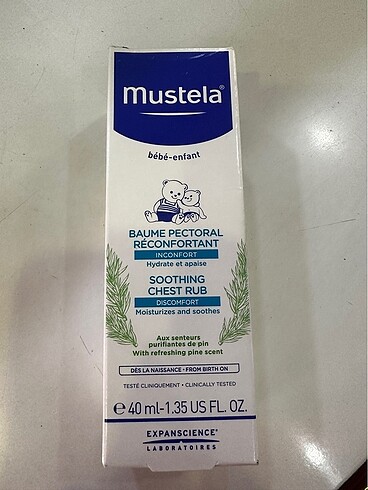 Mustela®
bébé-enfant
BAUME PECTORAL
RÉCONFORTANT
INCONFORT
Hydrate et apaise
SOOTHING
CHEST RUB
DISCOMFORT
Moisturizes and soothes
Aux senteurs
purifiantes de pin
With refreshing pine scent
DÈS LA NAISSANCE - FROM BIRTH ON
TESTÉ CLINIQUEMENT • CLINICALLY TESTED
℮ 40 ml-1.35 US FL. OZ.
EXPANSCIENCE®
LABORATOIRES